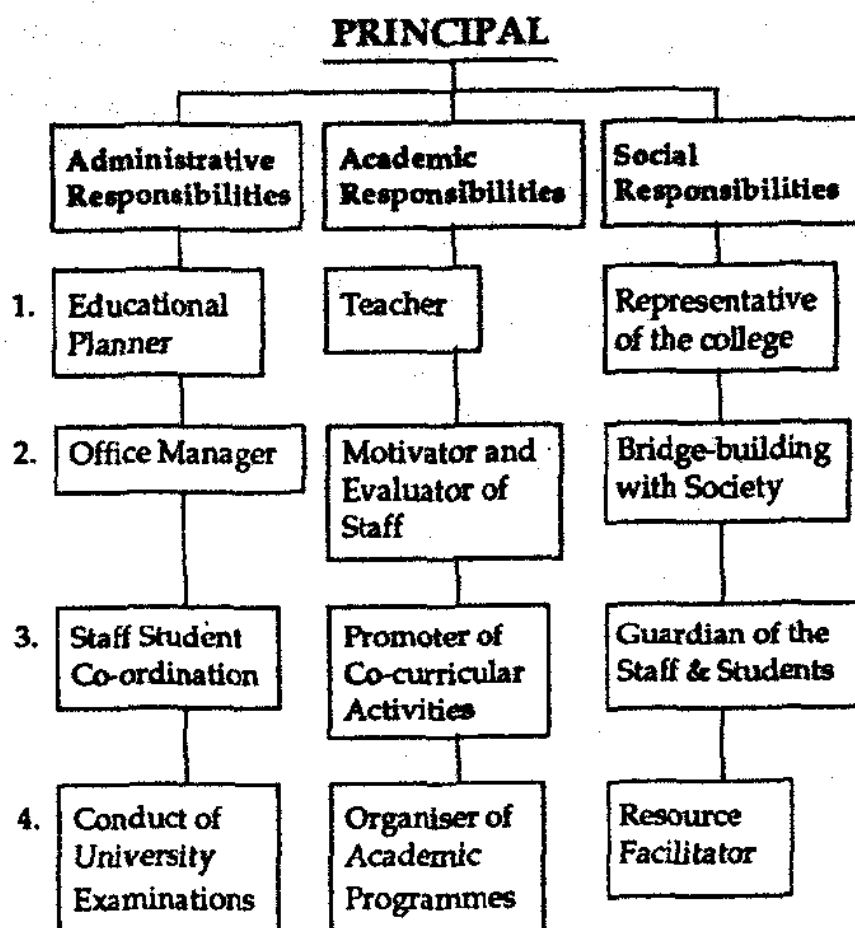 PRINCIPAL
Administrative
Responsibilities
Academic
Responsibilities
Social
Responsibilities
1.
Educational
Planner
Teacher
Representative
of the college
2.
Office Manager
Motivator and
Evaluator of
Staff
Bridge-building
with Society
3.
Staff Student
Co-ordination
Promoter of
Co-curricular
Activities
Guardian of the
Staff & Students
4.
Conduct of
University
Examinations
Organiser of
Academic
Programmes
Resource
Facilitator